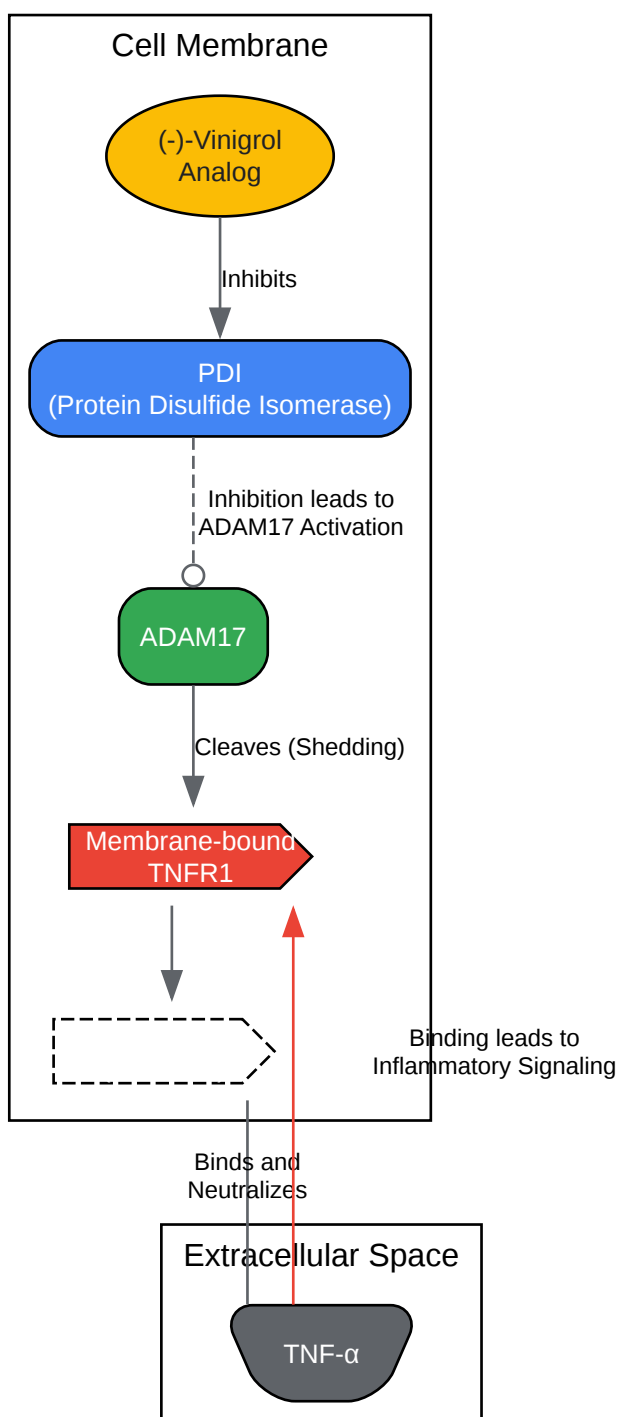 Cell Membrane
(-)-Vinigrol
Analog
Inhibits
PDI
(Protein Disulfide Isomerase)
Inhibition leads to
ADAM17 Activation
ADAM17
Cleaves (Shedding)
Membrane-bound
TNFR1
Binding leads to
Inflammatory Signaling
Binds and
Neutralizes
Extracellular Space
TNF-α